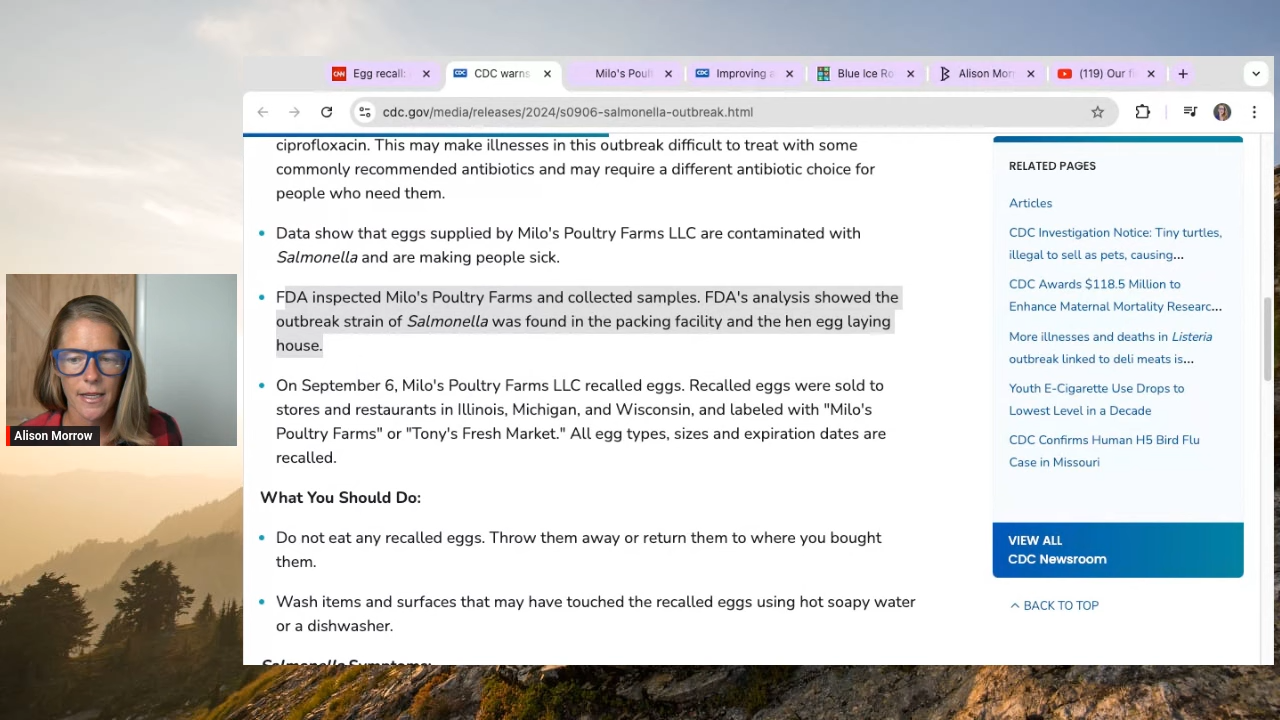 Egg recall:
CDC warns
Milo's Poult
Improving a
Blue Ice Ro
Alison Mor
(119) Our f
cdc.gov/media/releases/2024/s0906-salmonella-outbreak.html
ciprofloxacin. This may make illnesses in this outbreak difficult to treat with some
commonly recommended antibiotics and may require a different antibiotic choice for
people who need them.
Data show that eggs supplied by Milo's Poultry Farms LLC are contaminated with
Salmonella and are making people sick.
FDA inspected Milo's Poultry Farms and collected samples. FDA's analysis showed the
outbreak strain of Salmonella was found in the packing facility and the hen egg laying
house.
On September 6, Milo's Poultry Farms LLC recalled eggs. Recalled eggs were sold to
stores and restaurants in Illinois, Michigan, and Wisconsin, and labeled with "Milo's
Poultry Farms" or "Tony's Fresh Market." All egg types, sizes and expiration dates are
recalled.
What You Should Do:
Do not eat any recalled eggs. Throw them away or return them to where you bought
them.
Wash items and surfaces that may have touched the recalled eggs using hot soapy water
or a dishwasher.
Salmonella Symptoms:
RELATED PAGES
Articles
CDC Investigation Notice: Tiny turtles,
illegal to sell as pets, causing...
CDC Awards $118.5 Million to
Enhance Maternal Mortality Researc...
More illnesses and deaths in Listeria
outbreak linked to deli meats is...
Youth E-Cigarette Use Drops to
Lowest Level in a Decade
CDC Confirms Human H5 Bird Flu
Case in Missouri
VIEW ALL
CDC Newsroom
BACK TO TOP
Alison Morrow